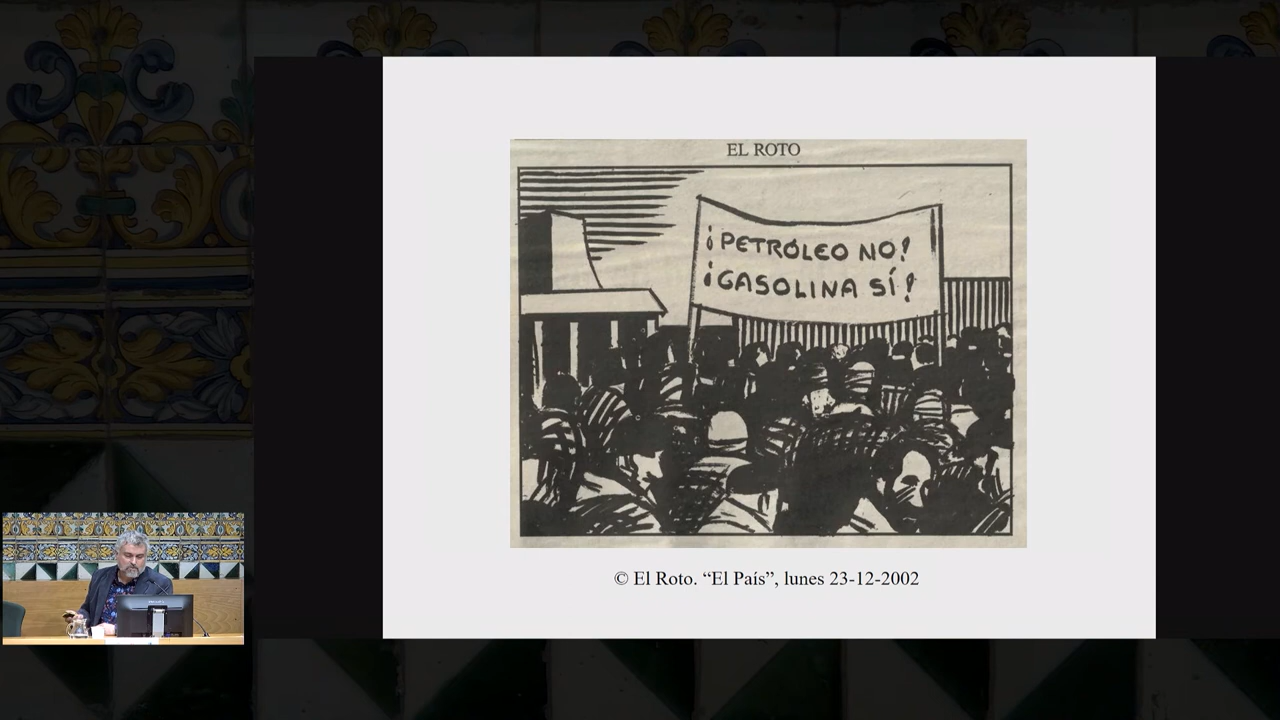 EL ROTO
¡PETRÓLEO NO!
¡GASOLINA SÍ!
© El Roto. “El País”, lunes 23-12-2002